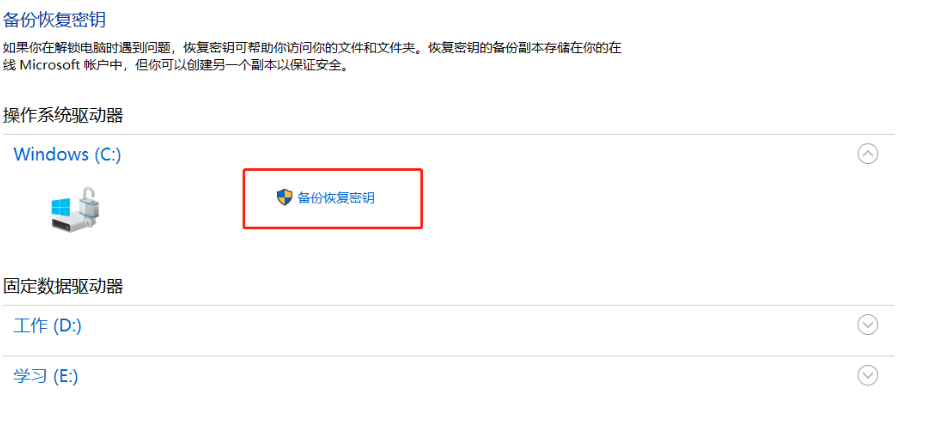 备份恢复密钥
如果你在解锁电脑时遇到问题，恢复密钥可帮助你访问你的文件和文件夹。恢复密钥的备份副本存储在你的在
线 Microsoft 帐户中，但你可以创建另一个副本以保证安全。
操作系统驱动器
Windows (C:)
备份恢复密钥
固定数据驱动器
工作 (D:)
学习 (E:)